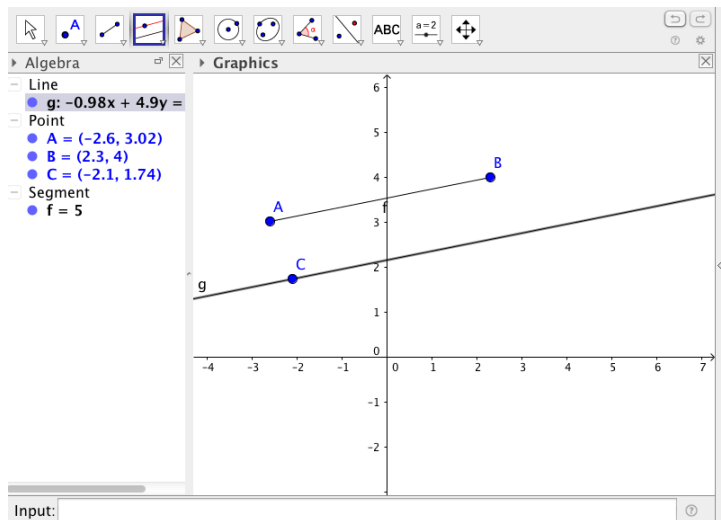 A ABC a=2
Algebra Graphics
Line
g: −0.98x + 4.9y =
Point
A = (−2.6, 3.02)
B = (2.3, 4)
C = (−2.1, 1.74)
Segment
f = 5
6
5
B
4
A
f
3
C
2
g
1
0
-4 -3 -2 -1 0 1 2 3 4 5 6 7
-1
-2
Input: